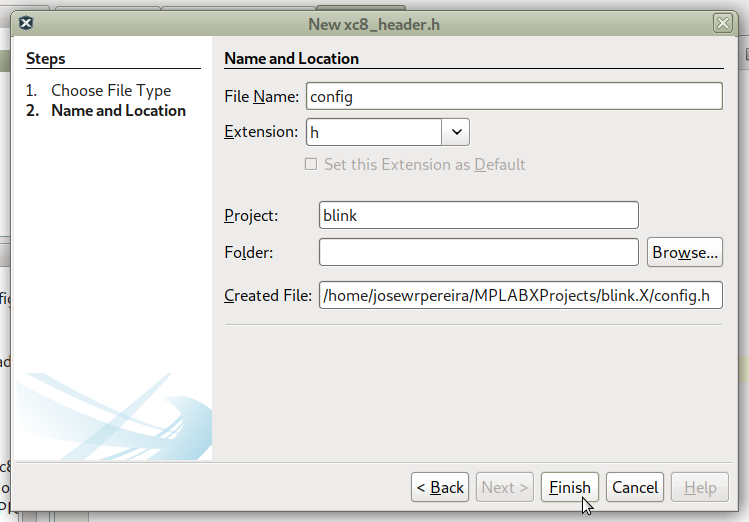 New xc8_header.h
Steps
1. Choose File Type
2. Name and Location
Name and Location
File Name: config
Extension: h
Set this Extension as Default
Project: blink
Folder: Browse...
Created File: /home/josewrpereira/MPLABXProjects/blink.X/config.h
< Back Next > Finish Cancel Help